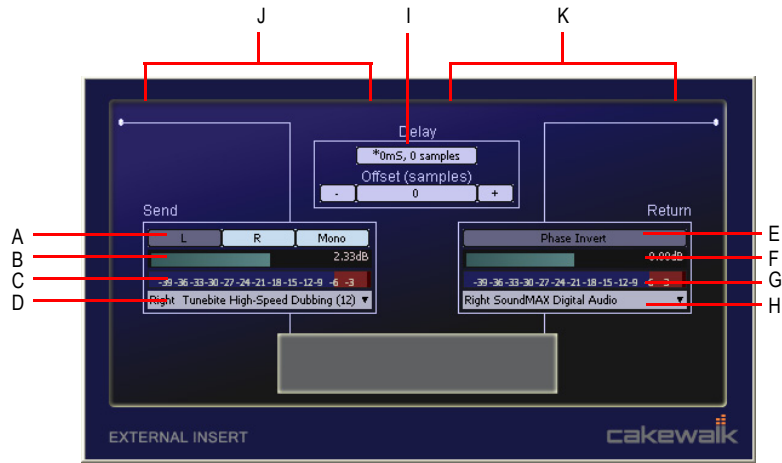 J I K
Delay
*0mS, 0 samples
Offset (samples)
- 0 +
Send Return
A L R Mono Phase Invert E
B 2.33dB 0.00dB F
C -39 -36 -33 -30 -27 -24 -21 -18 -15 -12 -9 -6 -3 -39 -36 -33 -30 -27 -24 -21 -18 -15 -12 -9 -6 -3 G
D Right Tunebite High-Speed Dubbing (12) Right SoundMAX Digital Audio H
EXTERNAL INSERT cakewalk